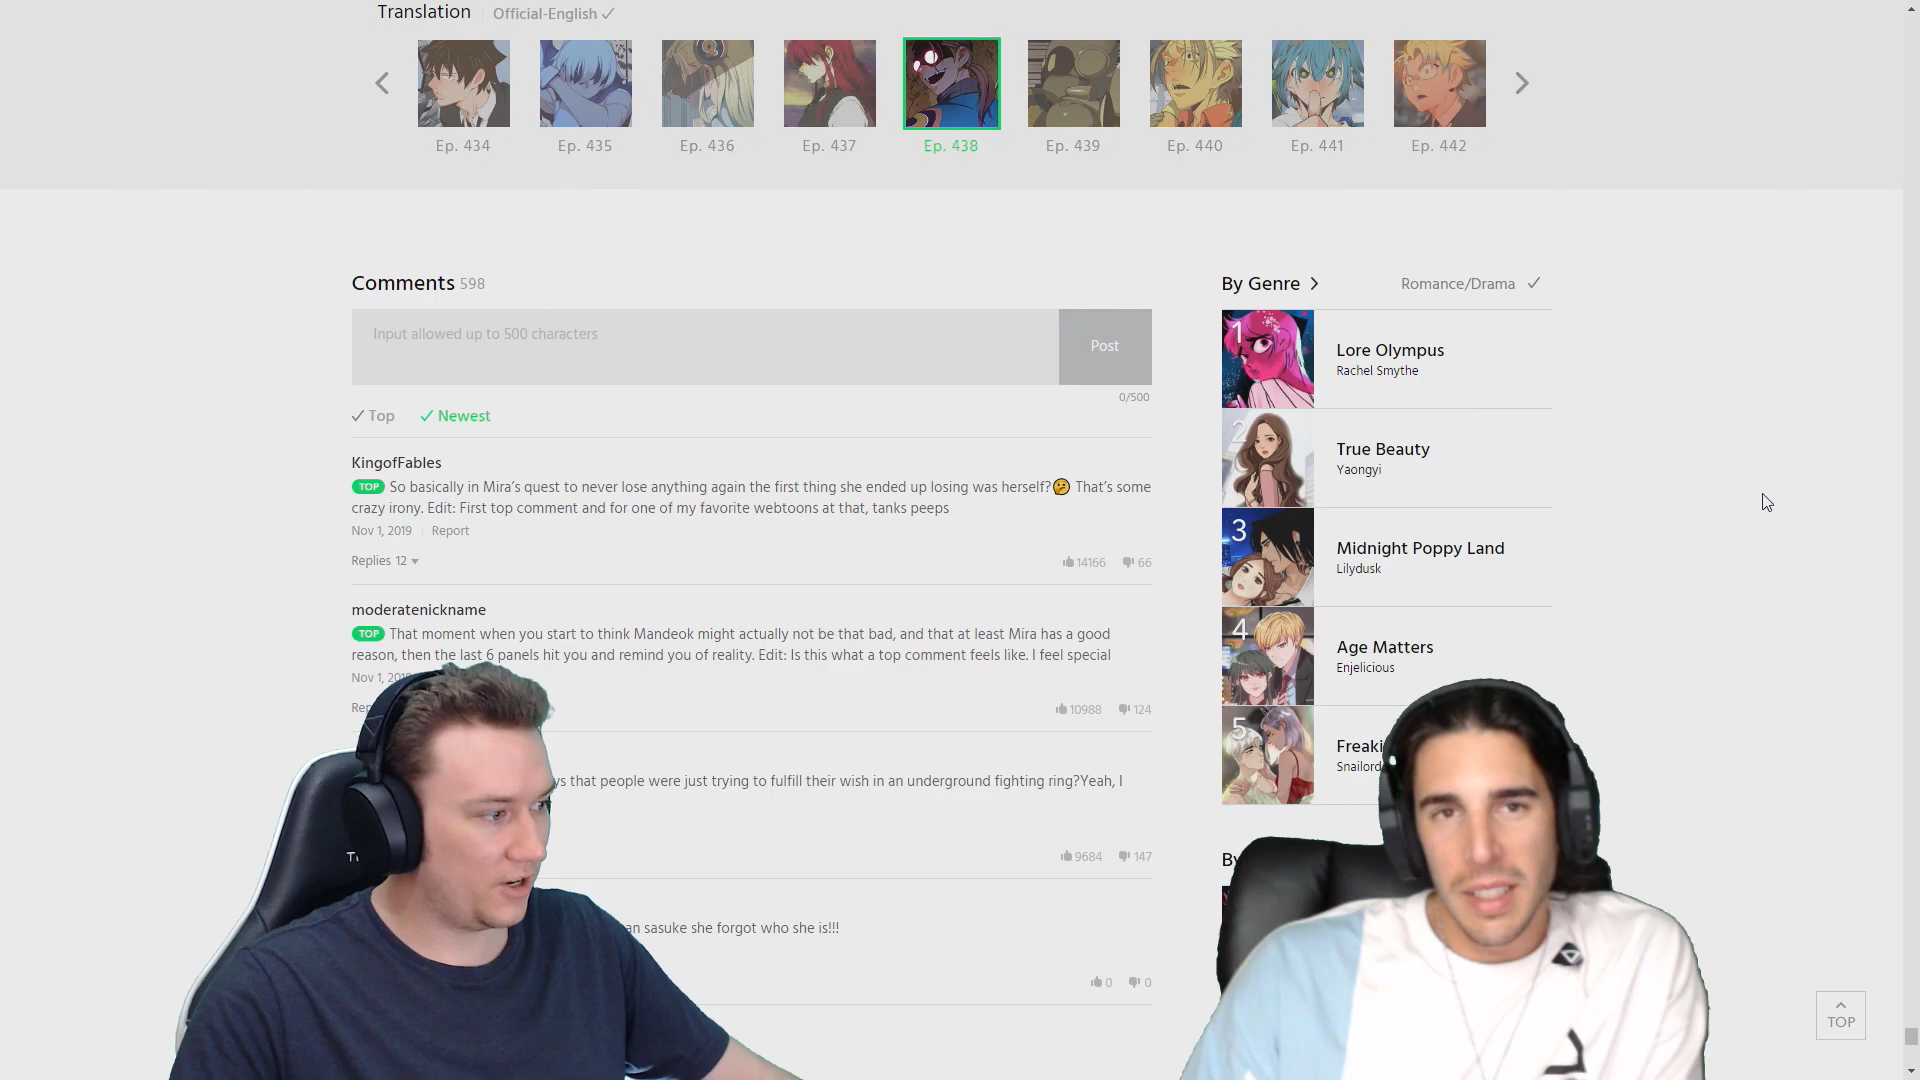 Translation
Official-English
Ep. 434
Ep. 435
Ep. 436
Ep. 437
Ep. 438
Ep. 439
Ep. 440
Ep. 441
Ep. 442
Comments 598
Input allowed up to 500 characters
Post
0/500
Top
Newest
KingofFables
TOP So basically in Mira’s quest to never lose anything again the first thing she ended up losing was herself?🤔 That’s some
crazy irony. Edit: First top comment and for one of my favorite webtoons at that, tanks peeps
Nov 1, 2019
Report
Replies 12
14166
66
moderatenickname
TOP That moment when you start to think Mandeok might actually not be that bad, and that at least Mira has a good
reason, then the last 6 panels hit you and remind you of reality. Edit: Is this what a top comment feels like. I feel special
Nov 1,
10988
124
that people were just trying to fulfill their wish in an underground fighting ring?Yeah, I
9684
147
sasuke she forgot who she is!!!
0
0
By Genre
Romance/Drama
1
Lore Olympus
Rachel Smythe
2
True Beauty
Yaongyi
3
Midnight Poppy Land
Lilydusk
4
Age Matters
Enjelicious
5
Freaki
Snailord
By
TOP